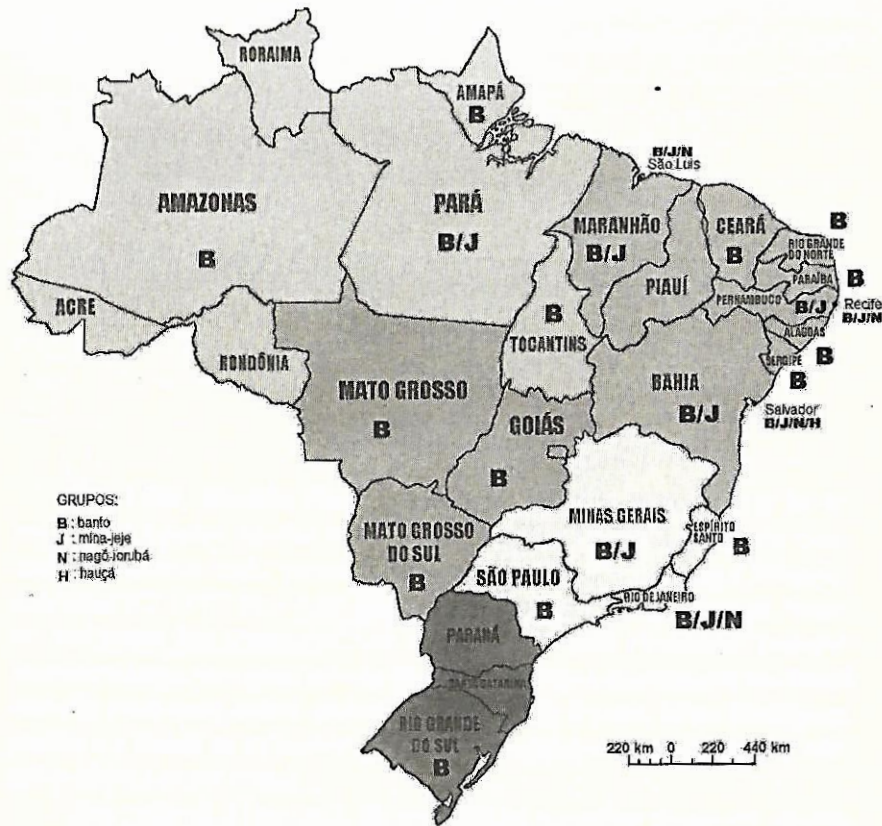 RORAIMA
AMAPÁ
B
B/J/N
São Luis
AMAZONAS
B
PARÁ
B/J
MARANHÃO
B/J
CEARÁ
B
B
RIO GRANDE
DO NORTE
PARAÍBA
B
PIAUÍ
PERNAMBUCO
B/J
Recife
B/J/N
ALAGOAS
B
SERGIPE
B
ACRE
RONDÔNIA
B
TOCANTINS
MATO GROSSO
B
BAHIA
B/J
Salvador
B/J/N/H
GOIÁS
B
GRUPOS:
B : banto
J : mina-jeje
N : nagô-iorubá
H : hauçá
MATO GROSSO
DO SUL
B
MINAS GERAIS
B/J
ESPÍRITO
SANTO
B
SÃO PAULO
B
RIO DE JANEIRO
B/J/N
PARANÁ
SANTA CATARINA
RIO GRANDE
DO SUL
B
220 km 0 220 440 km